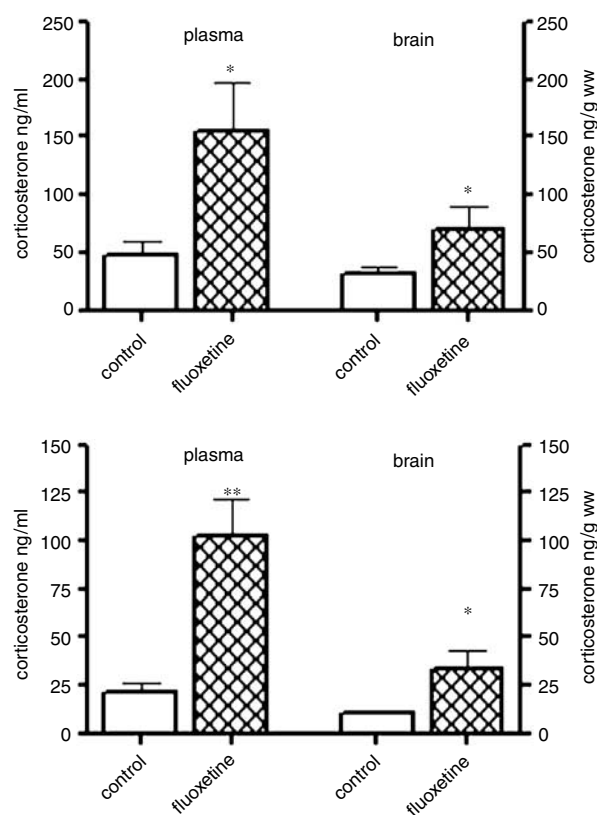 plasma
brain
corticosterone ng/ml
250
200
150
100
50
0
*
*
250
200
150
100
50
0
corticosterone ng/g ww
control
fluoxetine
control
fluoxetine
plasma
brain
corticosterone ng/ml
150
125
100
75
50
25
0
**
*
150
125
100
75
50
25
0
corticosterone ng/g ww
control
fluoxetine
control
fluoxetine